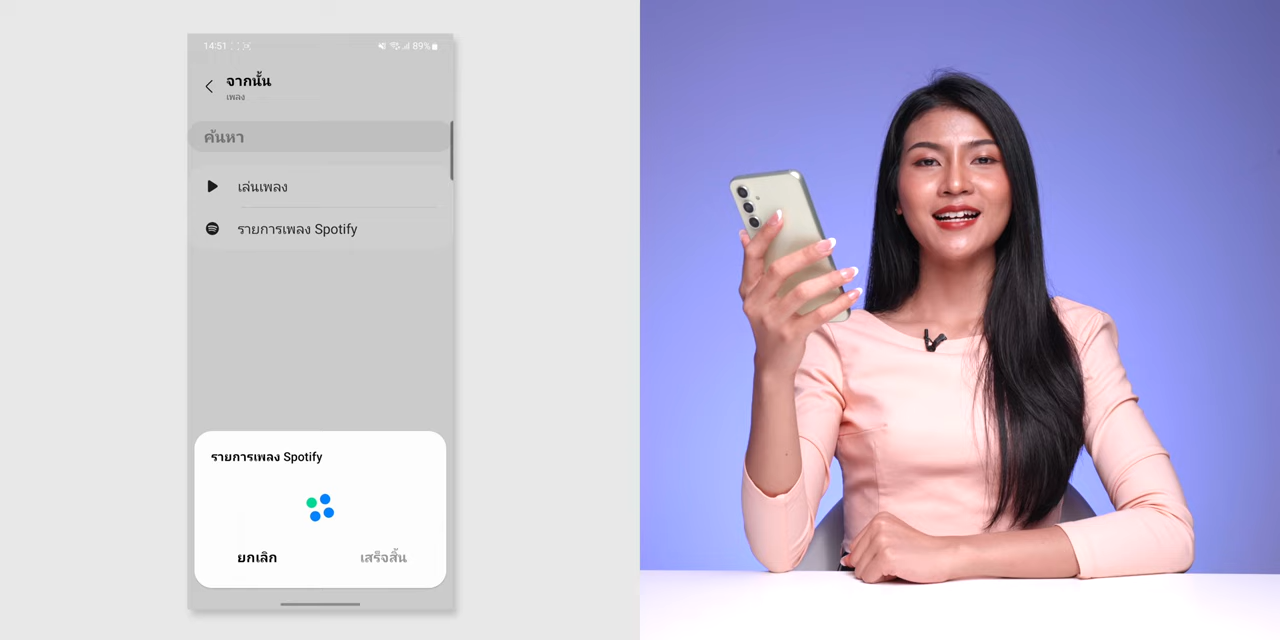 14:51
89%
จากนั้น
เพลง
ค้นหา
เล่นเพลง
รายการเพลง Spotify
รายการเพลง Spotify
ยกเลิก
เสร็จสิ้น